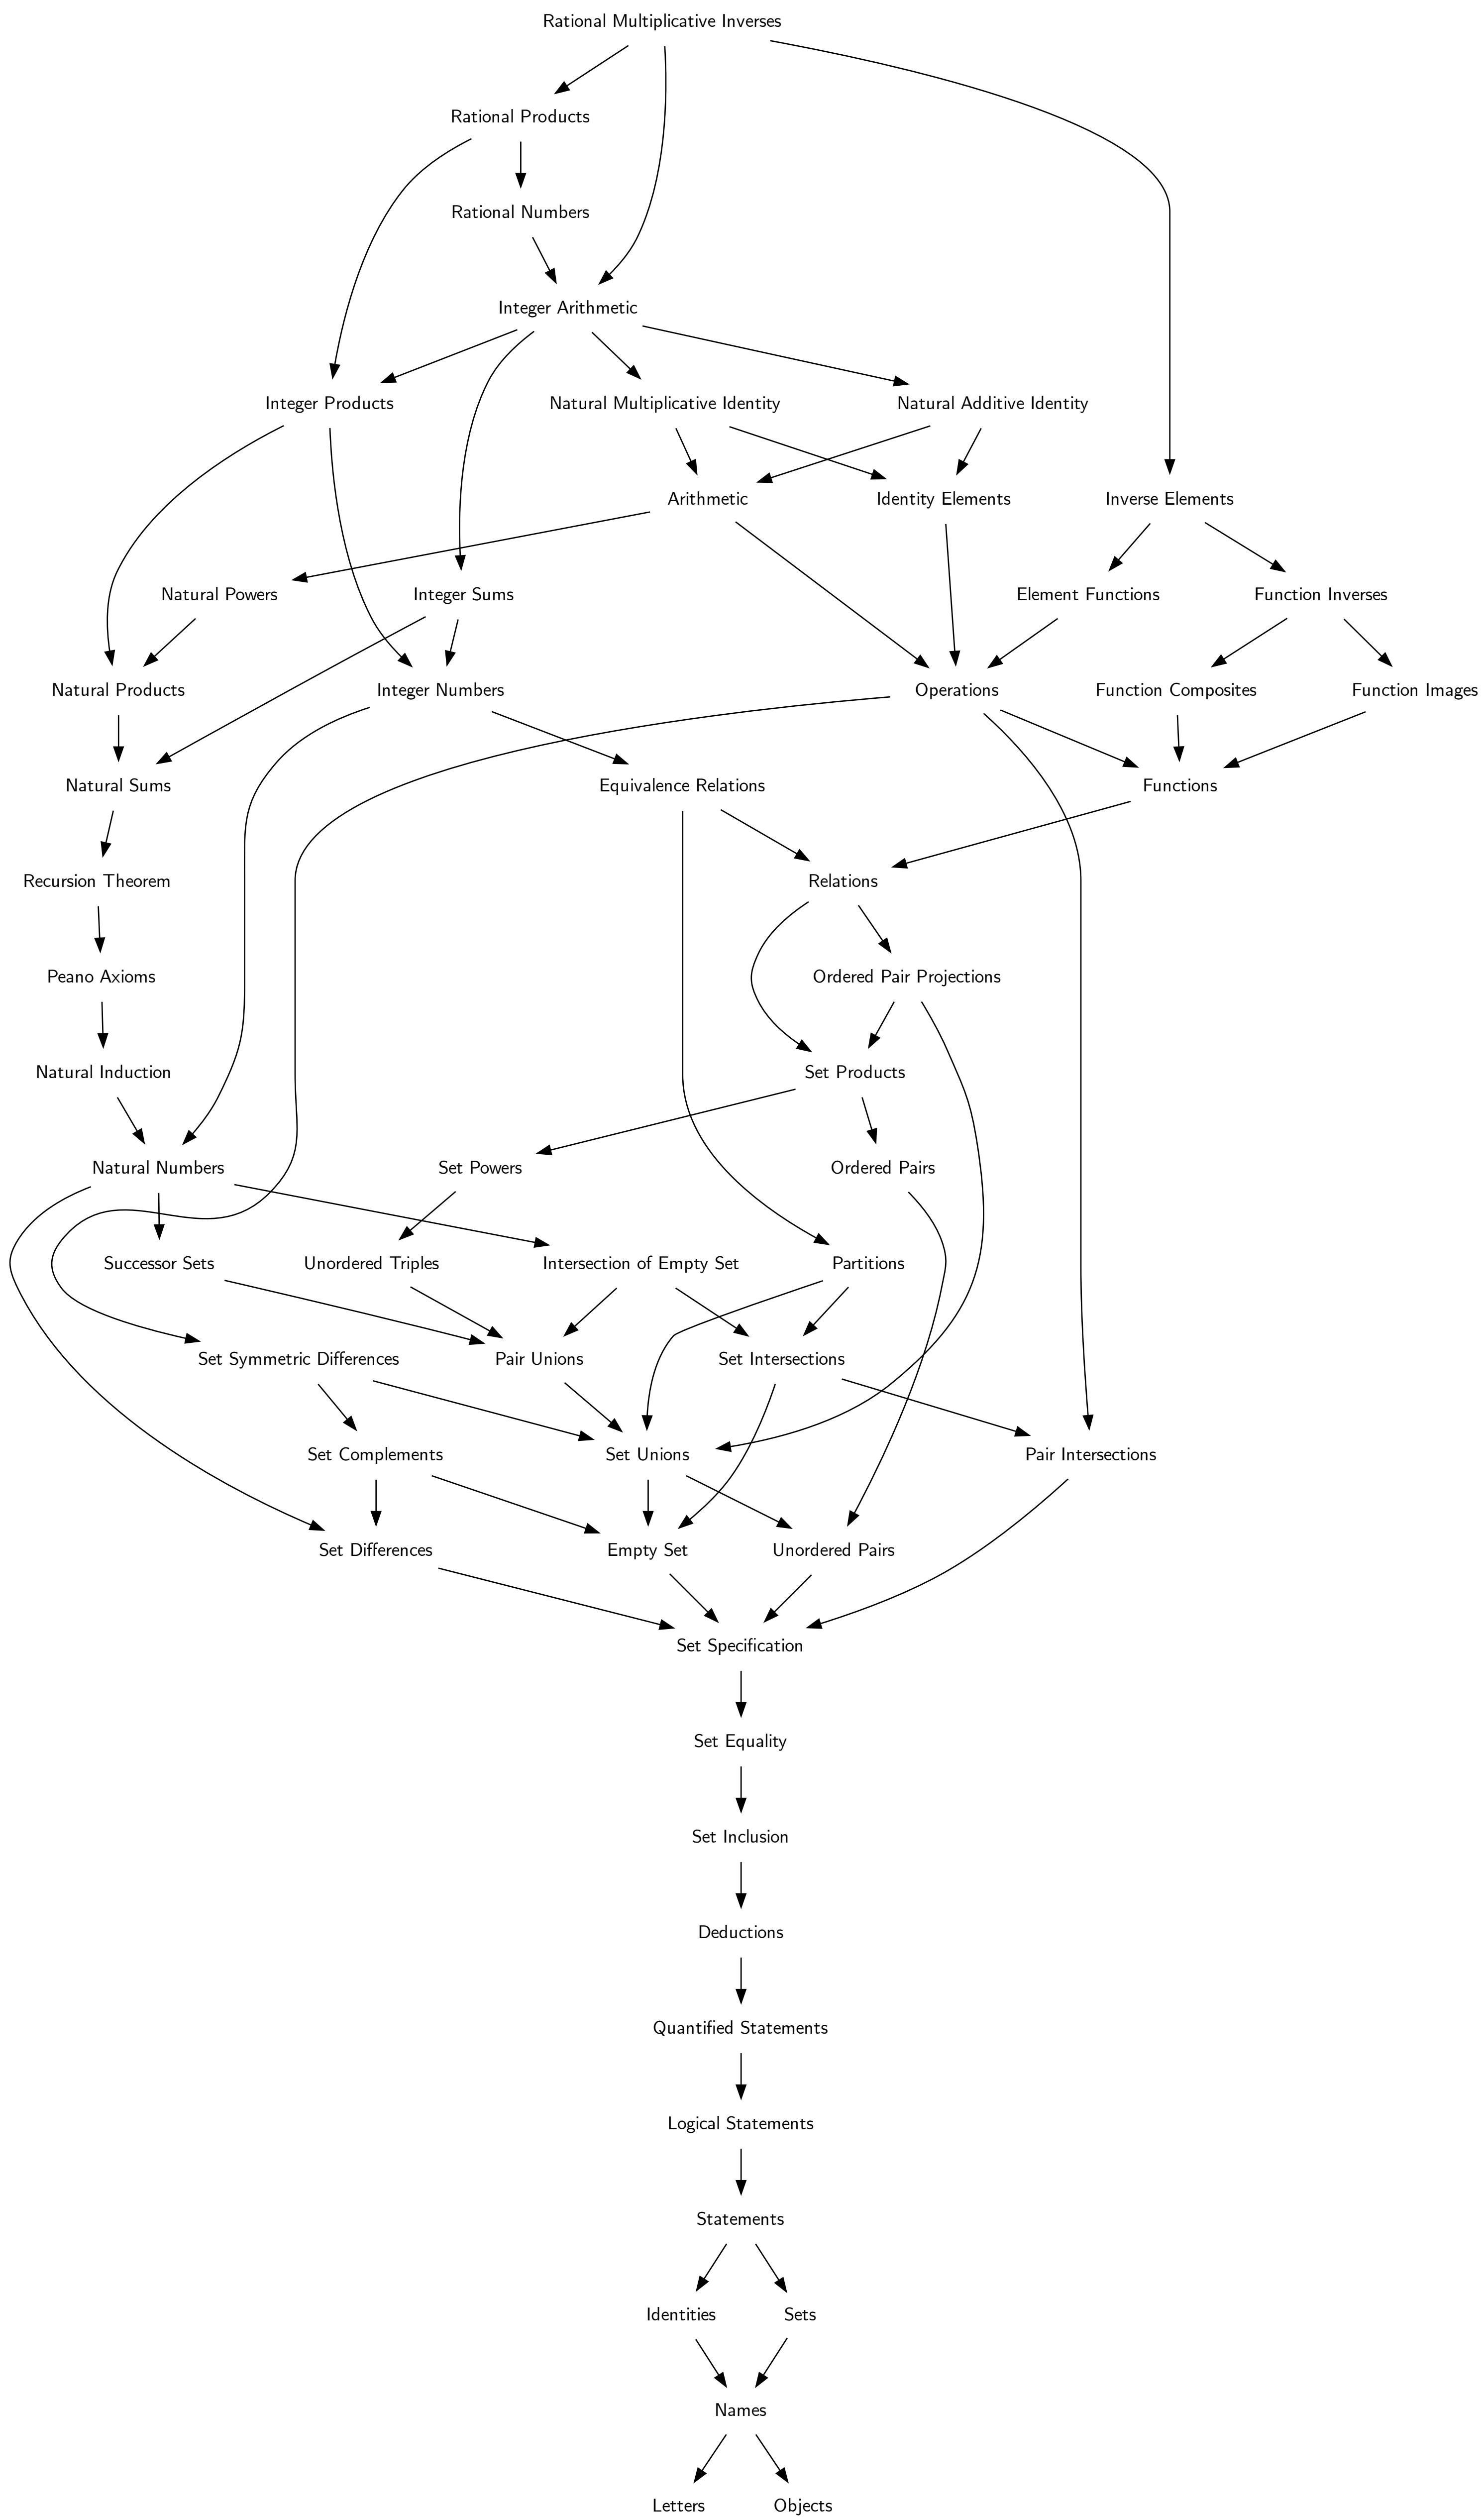 Rational Multiplicative Inverses
Rational Products
Rational Numbers
Integer Arithmetic
Integer Products
Natural Multiplicative Identity
Natural Additive Identity
Arithmetic
Identity Elements
Inverse Elements
Natural Powers
Integer Sums
Element Functions
Function Inverses
Natural Products
Integer Numbers
Operations
Function Composites
Function Images
Natural Sums
Equivalence Relations
Functions
Recursion Theorem
Relations
Peano Axioms
Ordered Pair Projections
Natural Induction
Set Products
Natural Numbers
Set Powers
Ordered Pairs
Successor Sets
Unordered Triples
Intersection of Empty Set
Partitions
Set Symmetric Differences
Pair Unions
Set Intersections
Set Complements
Set Unions
Pair Intersections
Set Differences
Empty Set
Unordered Pairs
Set Specification
Set Equality
Set Inclusion
Deductions
Quantified Statements
Logical Statements
Statements
Identities
Sets
Names
Letters
Objects